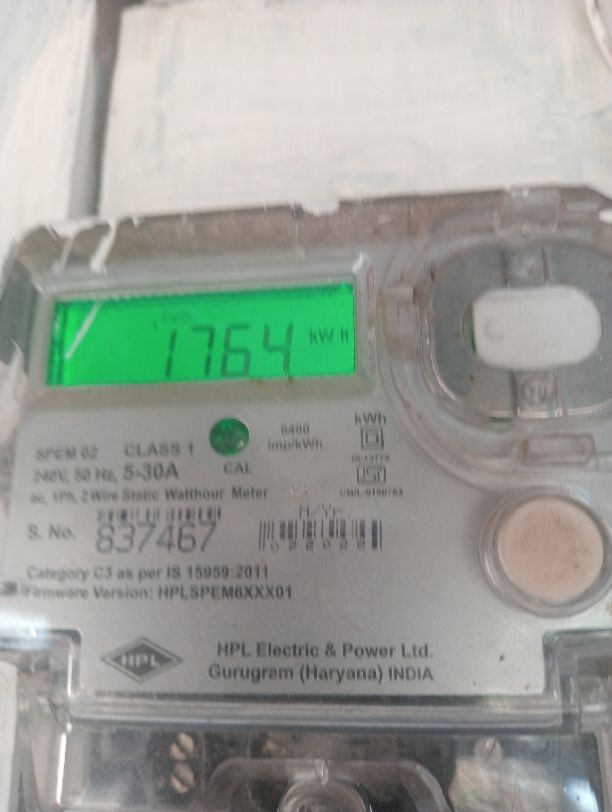 1764 kWh
6400 kWh
SPEM 02 CLASS 1 imp/kWh
240V, 50 Hz, 5-30A CAL
ac, 1Ph, 2 Wire Static Watthour Meter
M/Yr
S. No. 837467
Category C3 as per IS 15959:2011
Firmware Version: HPLSPEM6XXX01
HPL
HPL Electric & Power Ltd.
Gurugram (Haryana) INDIA